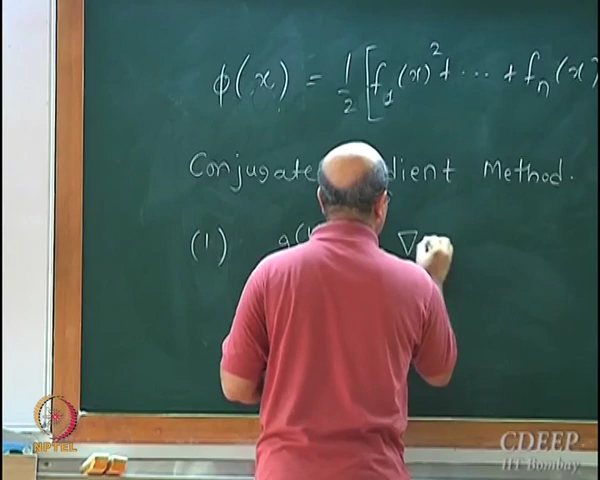 φ(x) = 1/2 [f₁(x)² + ... + fₙ(x)
Conjugate dient Method.
(1) g( ∇
NPTEL
CDEEP
IIT Bombay